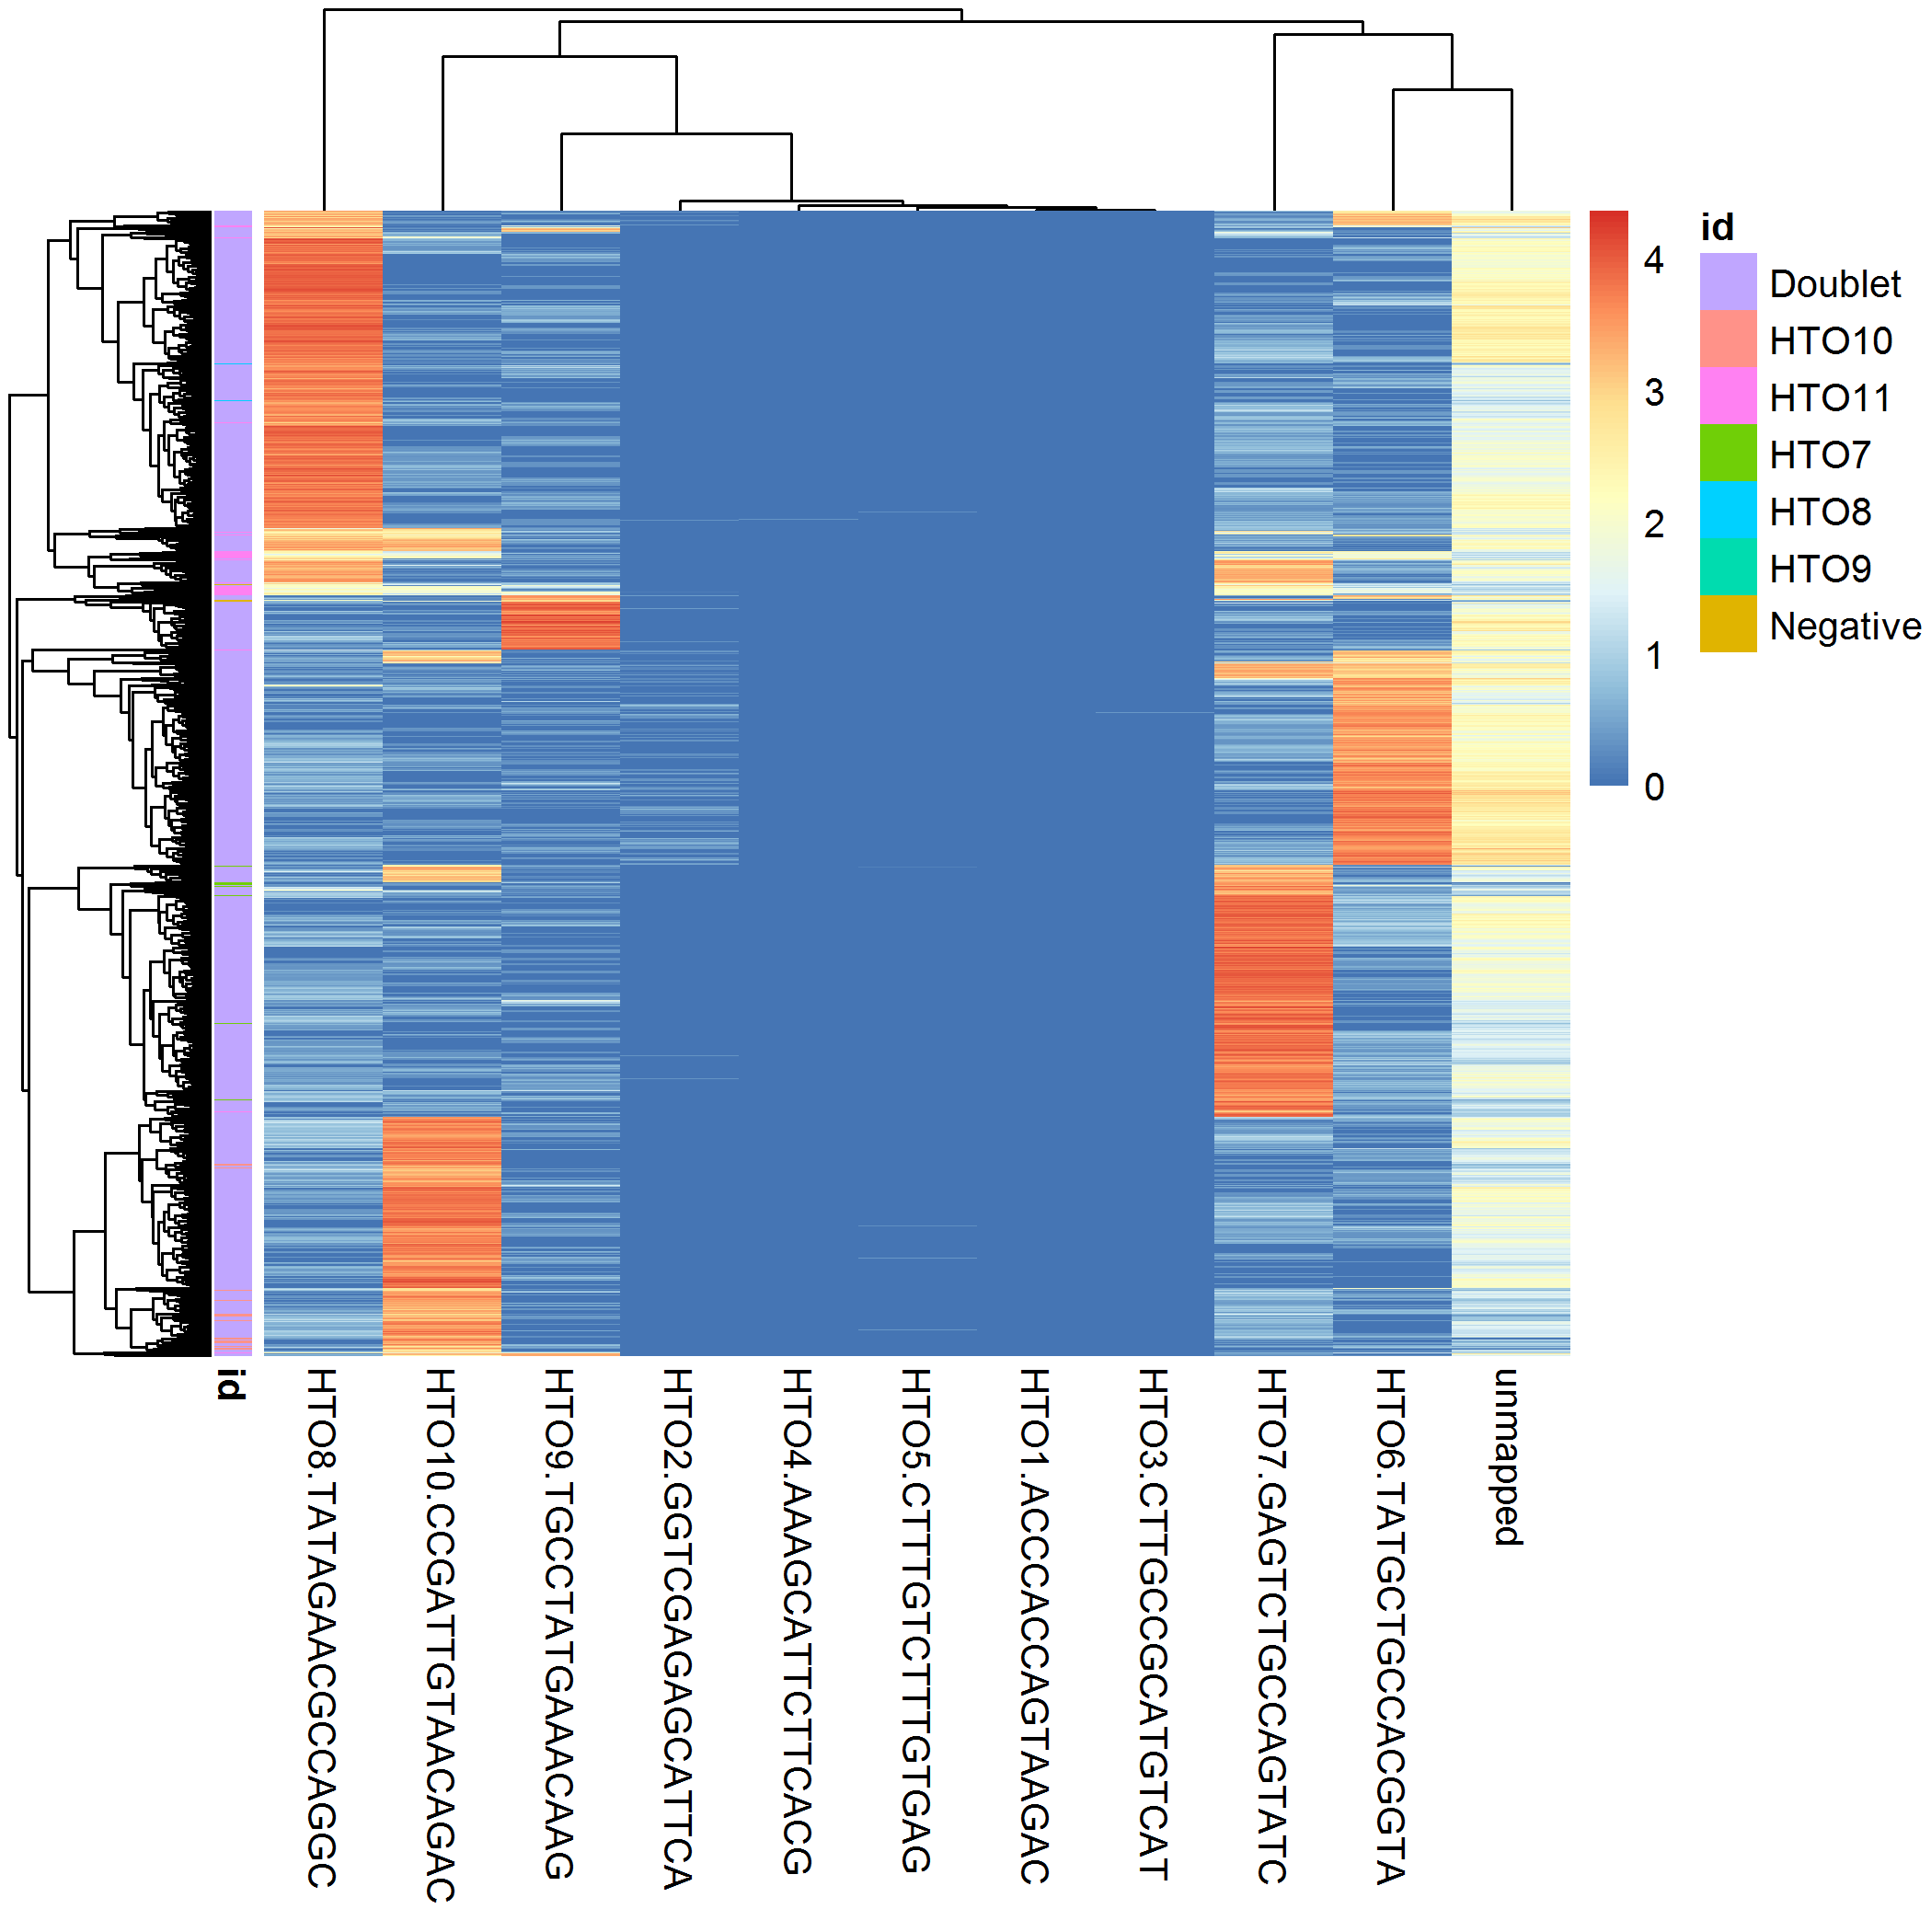 4
3
2
1
0
id
Doublet
HTO10
HTO11
HTO7
HTO8
HTO9
Negative
id
HTO8.TATAGAACGCCAGGC
HTO10.CCGATTGTAACAGAC
HTO9.TGCCTATGAAACAAG
HTO2.GGTCGAGAGCATTCA
HTO4.AAAGCATTCTTCACG
HTO5.CTTTGTCTTTGTGAG
HTO1.ACCCACCAGTAAGAC
HTO3.CTTGCCGCATGTCAT
HTO7.GAGTCTGCCAGTATC
HTO6.TATGCTGCCACGGTA
unmapped